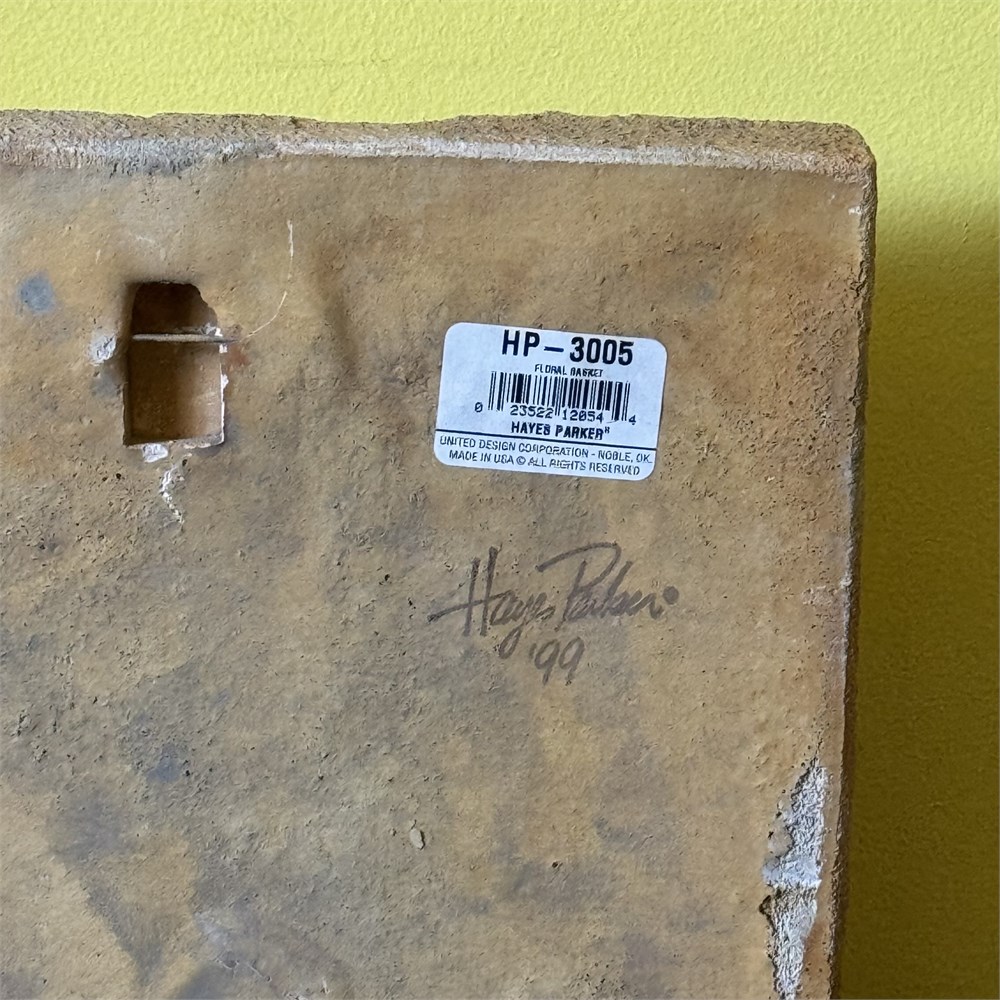 HP-3005
FLORAL BASKET
0 23522 12054 4
HAYES PARKER
UNITED DESIGN CORPORATION - NOBLE, OK.
MADE IN USA © ALL RIGHTS RESERVED
Hayes Parker
'99